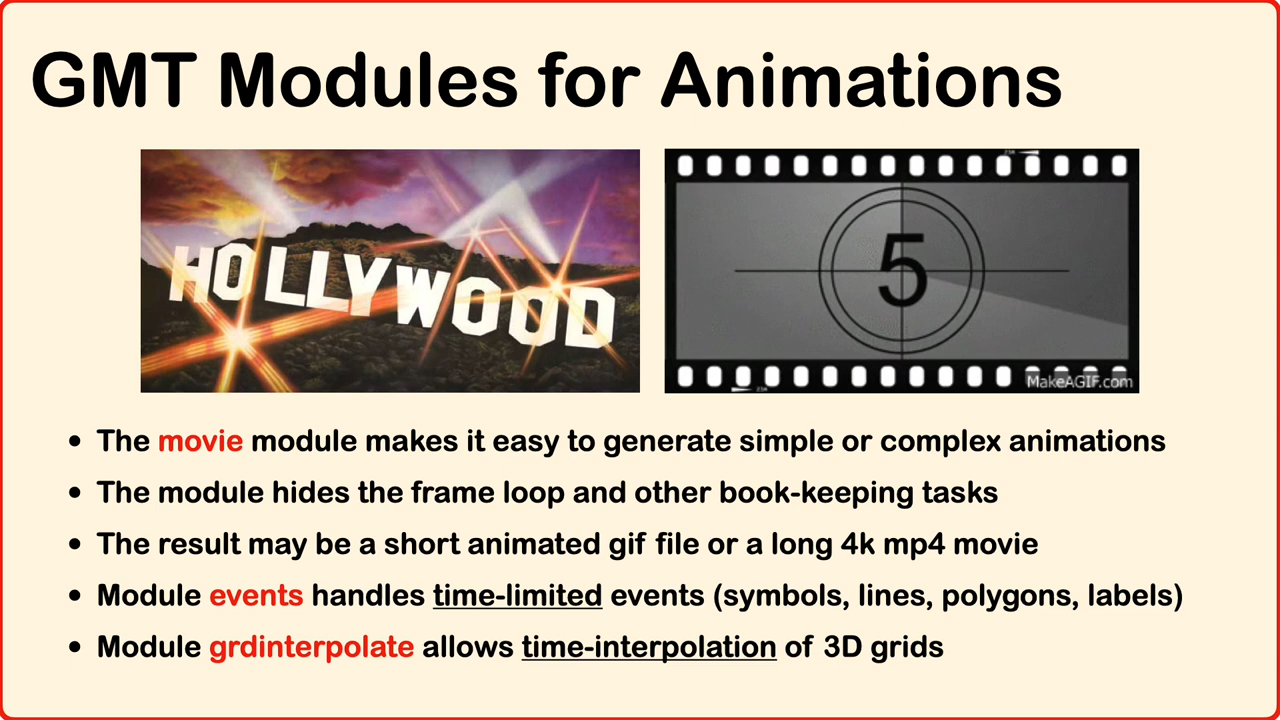 GMT Modules for Animations
HOLLYWOOD
5
MakeAGIF.com
• The movie module makes it easy to generate simple or complex animations
• The module hides the frame loop and other book-keeping tasks
• The result may be a short animated gif file or a long 4k mp4 movie
• Module events handles time-limited events (symbols, lines, polygons, labels)
• Module grdinterpolate allows time-interpolation of 3D grids